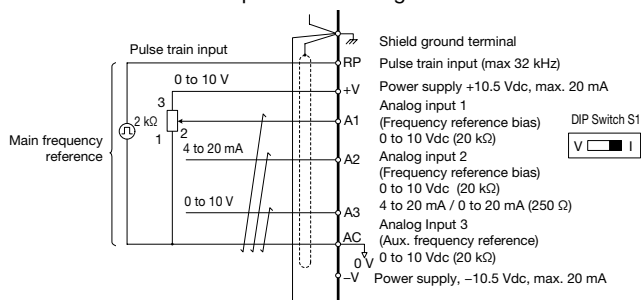 Shield ground terminal
Pulse train input
RP
Pulse train input (max 32 kHz)
0 to 10 V
+V
Power supply +10.5 Vdc, max. 20 mA
3
2 kΩ
2
1
A1
Analog input 1
(Frequency reference bias)
0 to 10 Vdc (20 kΩ)
DIP Switch S1
V I
Main frequency
reference
4 to 20 mA
A2
Analog input 2
(Frequency reference bias)
0 to 10 Vdc (20 kΩ)
4 to 20 mA / 0 to 20 mA (250 Ω)
0 to 10 V
A3
Analog Input 3
(Aux. frequency reference)
0 to 10 Vdc (20 kΩ)
AC
0 V
–V
Power supply, −10.5 Vdc, max. 20 mA